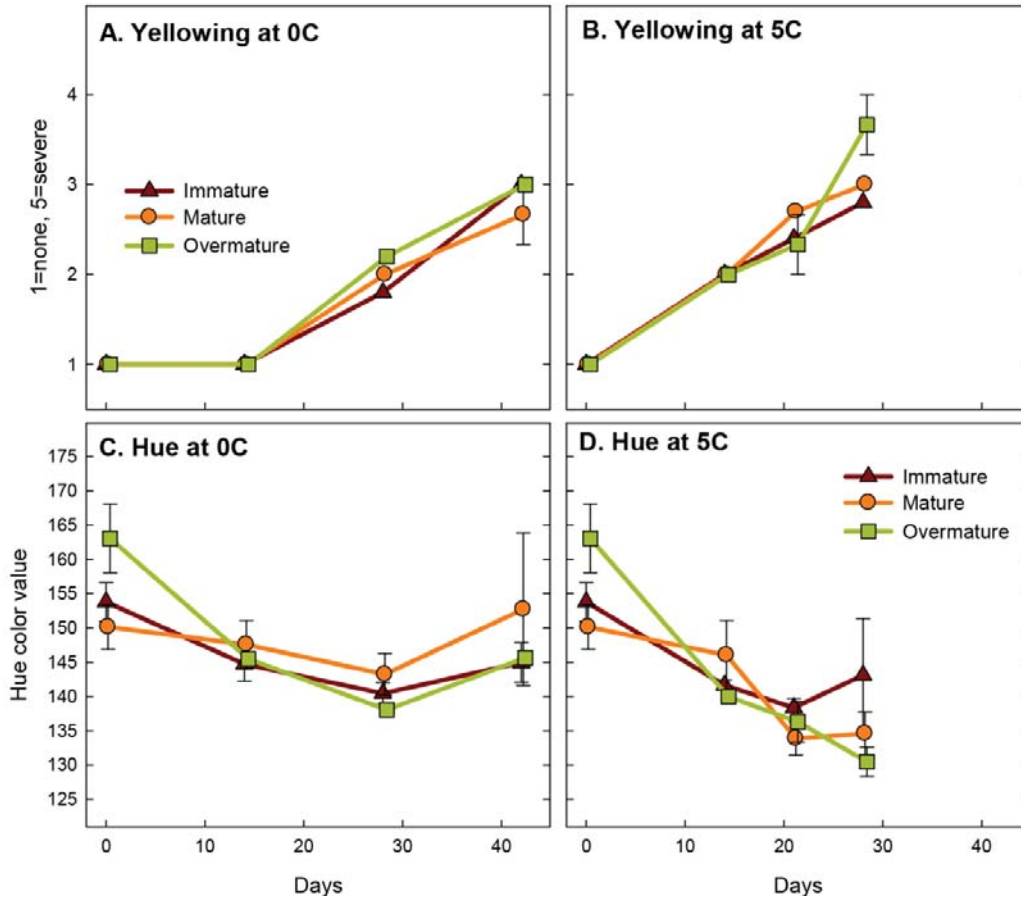 A. Yellowing at 0C
B. Yellowing at 5C
1=none, 5=severe
4
3
2
1
Immature
Mature
Overmature
C. Hue at 0C
D. Hue at 5C
Hue color value
175
170
165
160
155
150
145
140
135
130
125
Immature
Mature
Overmature
0 10 20 30 40
0 10 20 30 40
Days
Days